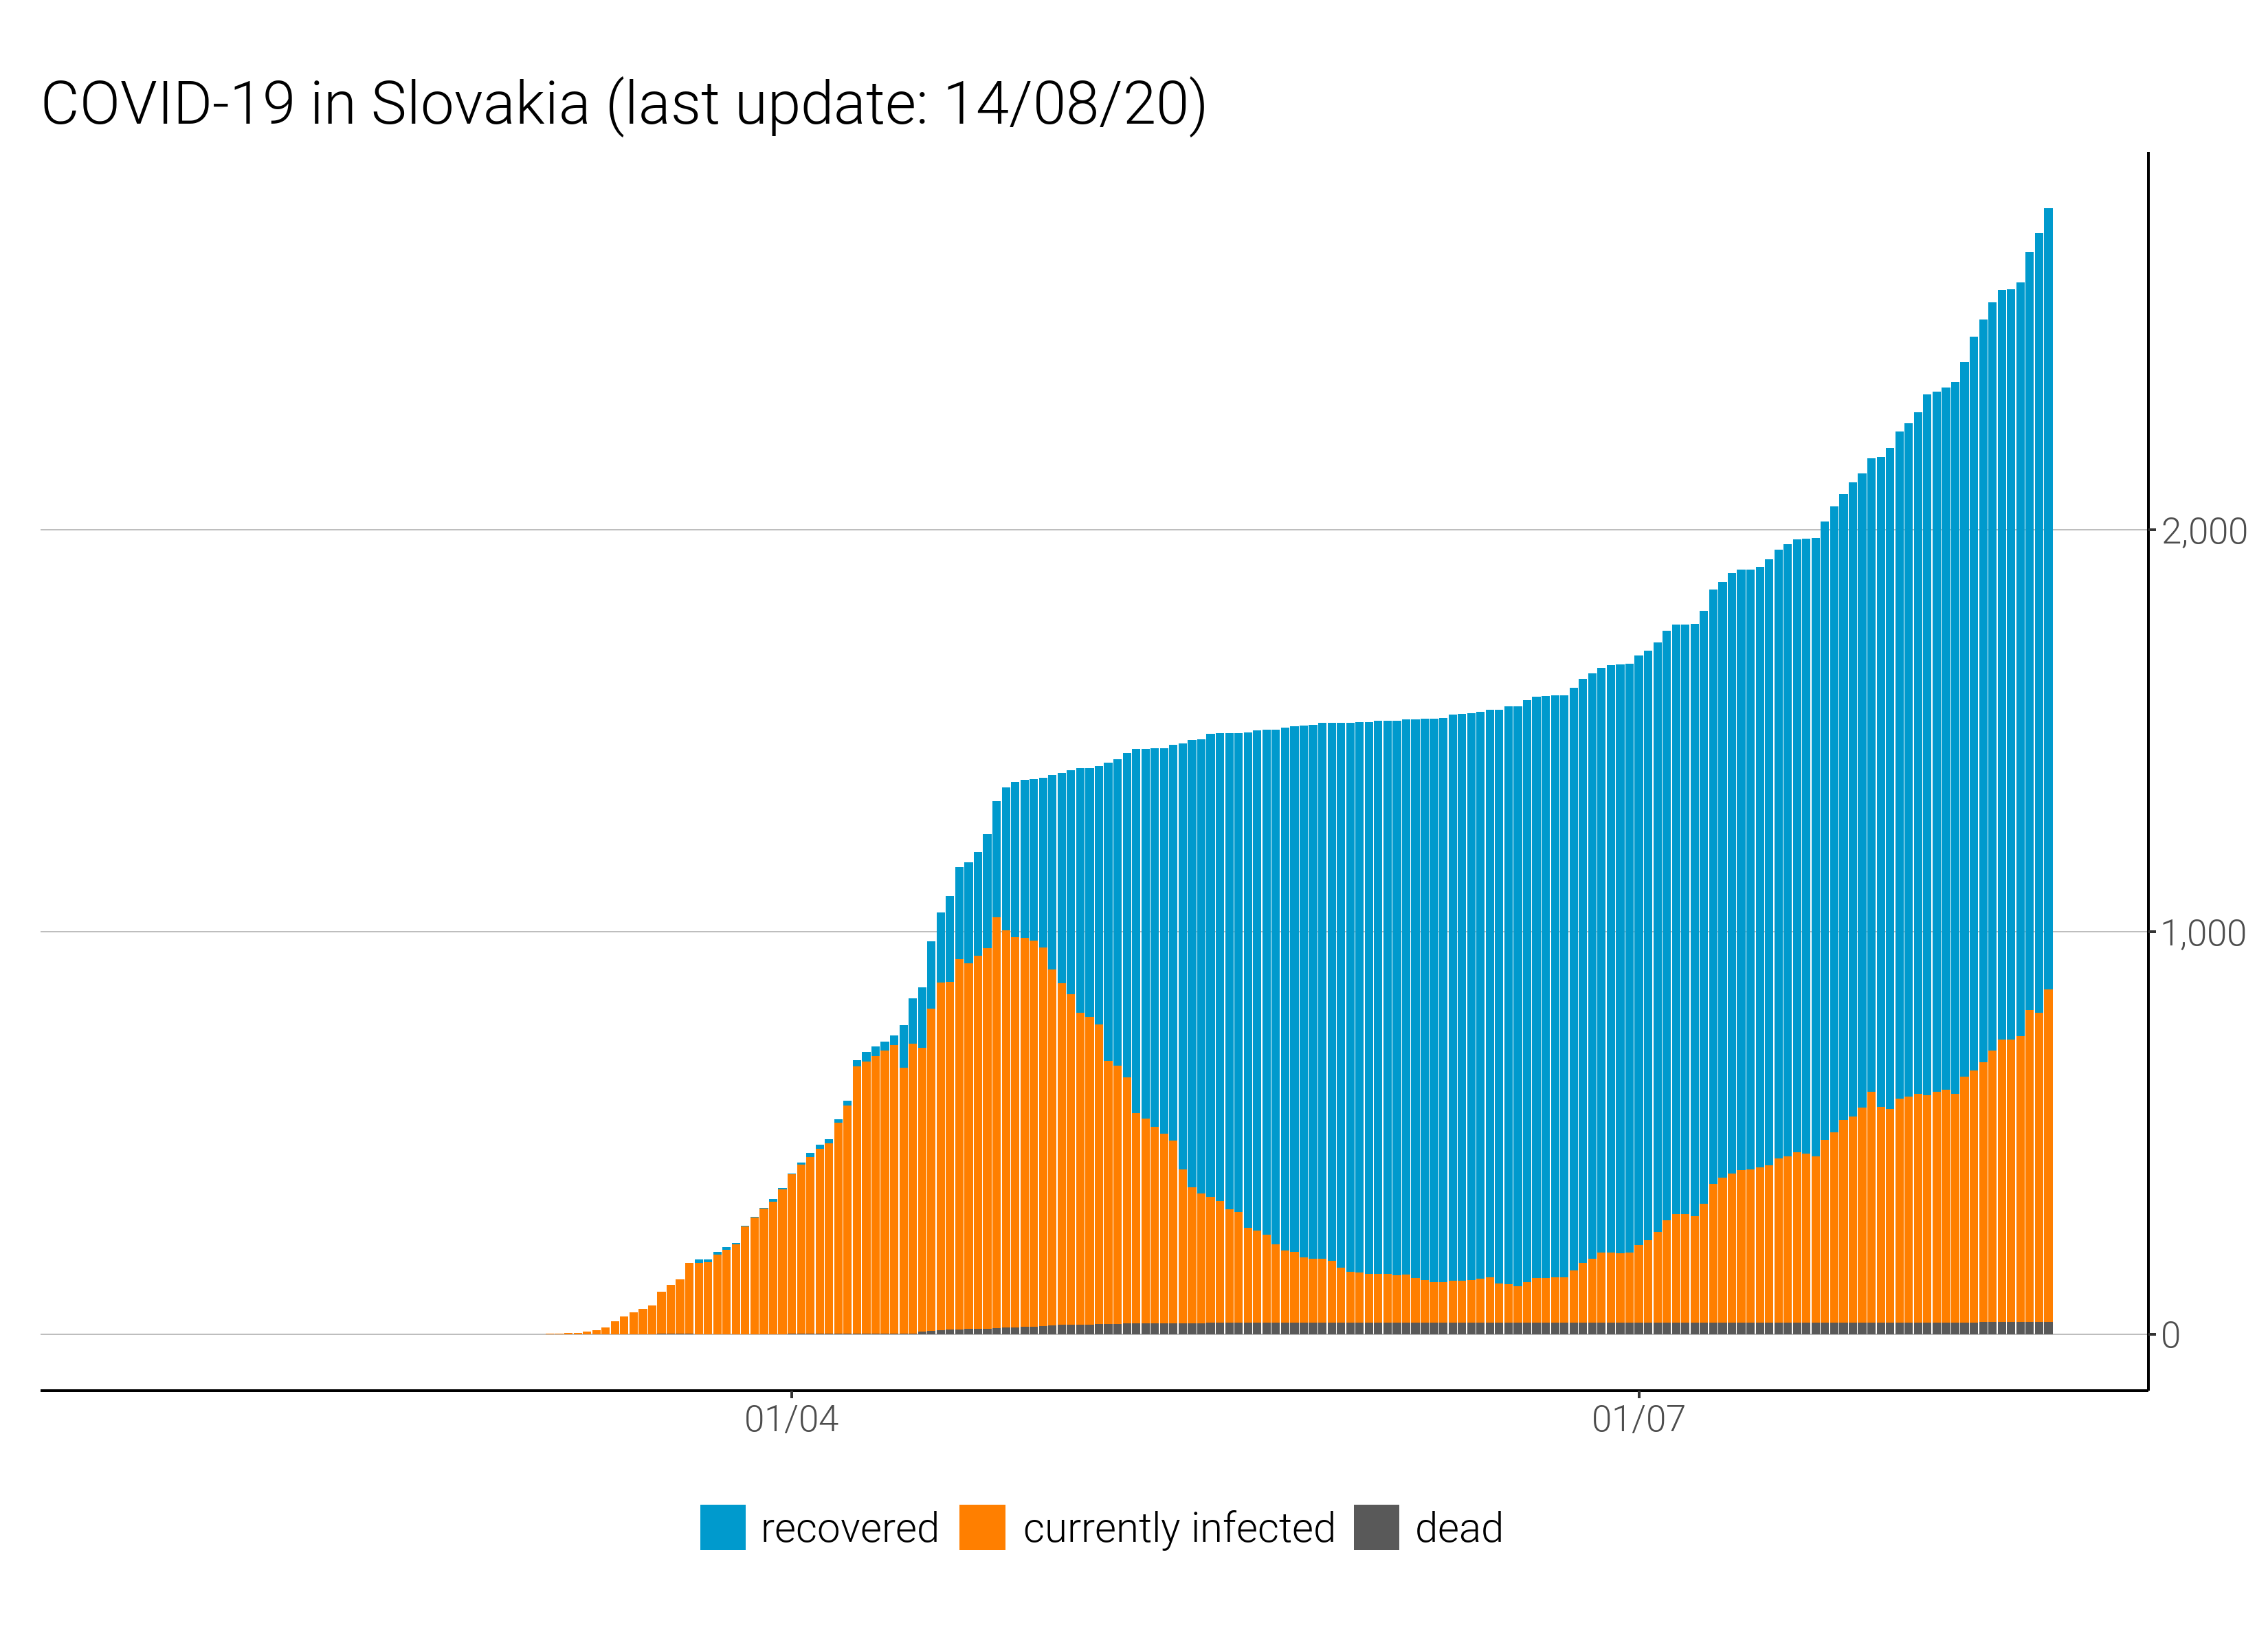 COVID-19 in Slovakia (last update: 14/08/20)
2,000
1,000
0
01/04 01/07
recovered currently infected dead